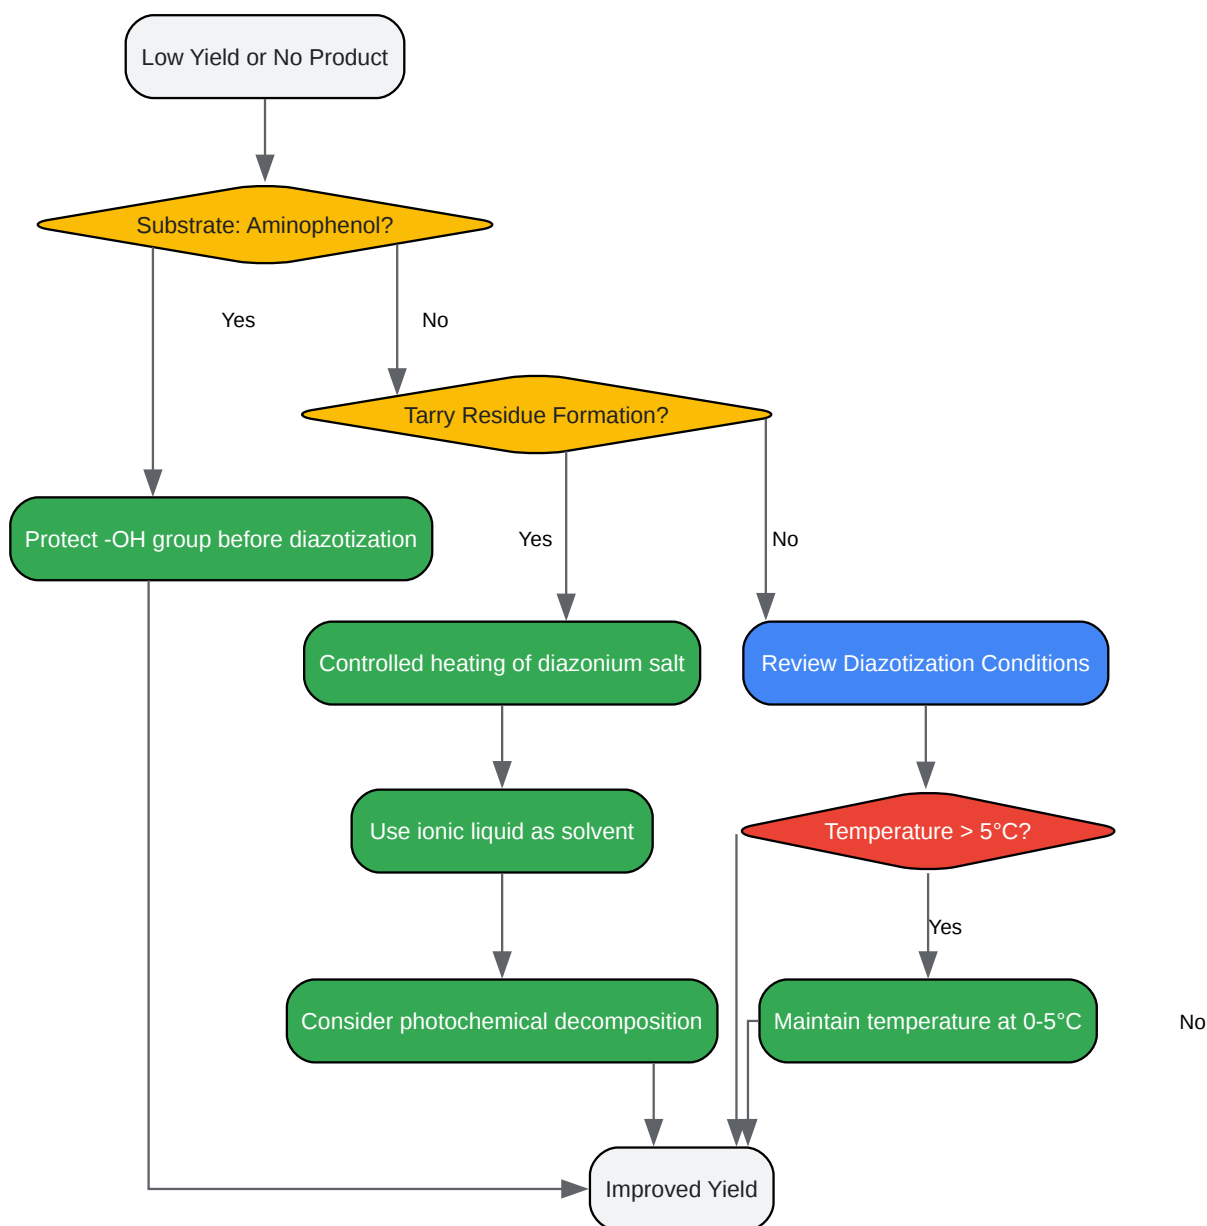 Low Yield or No Product
Substrate: Aminophenol?
Yes
No
Tarry Residue Formation?
Protect -OH group before diazotization
Yes
No
Controlled heating of diazonium salt
Review Diazotization Conditions
Use ionic liquid as solvent
Temperature > 5°C?
Yes
Consider photochemical decomposition
Maintain temperature at 0-5°C
No
Improved Yield